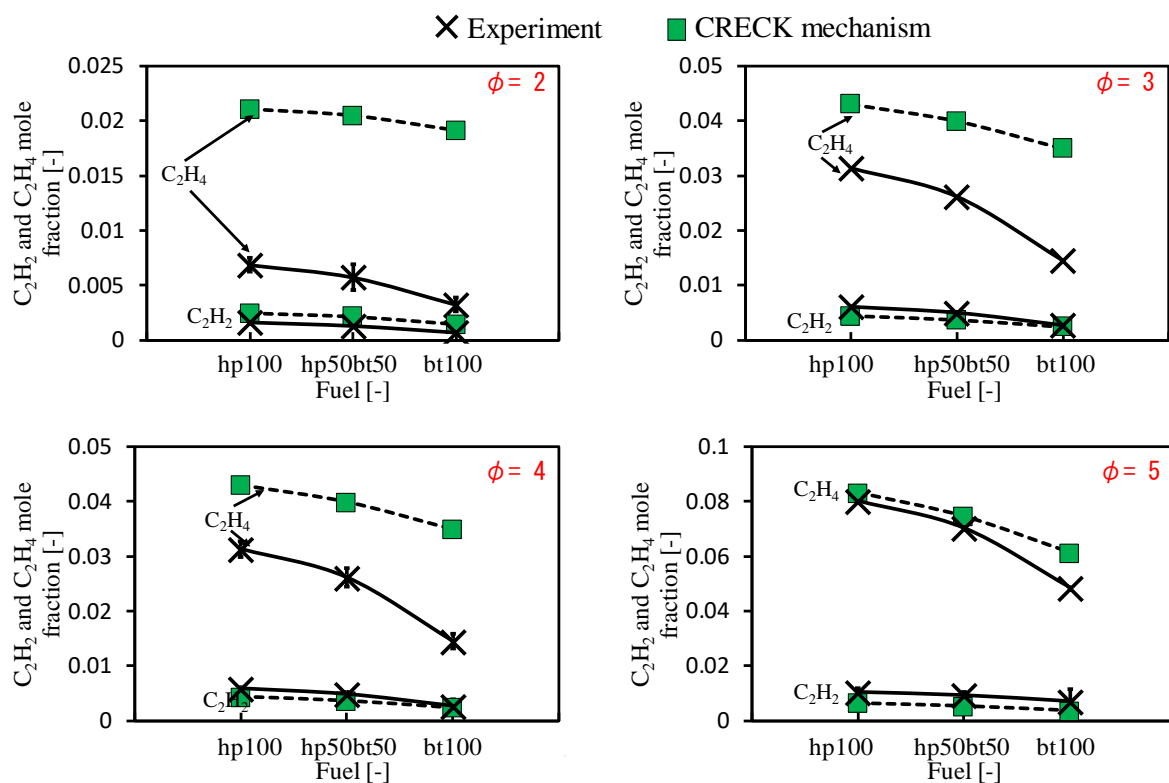 Experiment
CRECK mechanism
C₂H₂ and C₂H₄ mole
fraction [-]
0.025
0.02
0.015
0.01
0.005
0
ϕ= 2
C₂H₄
C₂H₂
hp100
hp50bt50
bt100
Fuel [-]
C₂H₂ and C₂H₄ mole
fraction [-]
0.05
0.04
0.03
0.02
0.01
0
ϕ= 3
C₂H₄
C₂H₂
hp100
hp50bt50
bt100
Fuel [-]
C₂H₂ and C₂H₄ mole
fraction [-]
0.05
0.04
0.03
0.02
0.01
0
ϕ= 4
C₂H₄
C₂H₂
hp100
hp50bt50
bt100
Fuel [-]
C₂H₂ and C₂H₄ mole
fraction [-]
0.1
0.08
0.06
0.04
0.02
0
ϕ= 5
C₂H₄
C₂H₂
hp100
hp50bt50
bt100
Fuel [-]